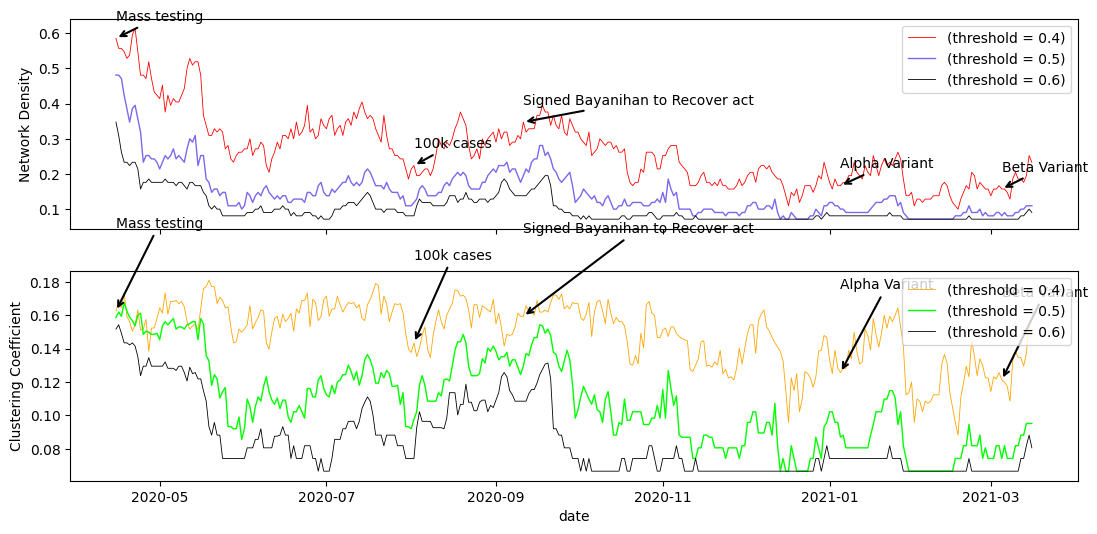 Mass testing
0.6
0.5
0.4
0.3
0.2
0.1
Network Density
(threshold = 0.4)
(threshold = 0.5)
(threshold = 0.6)
Signed Bayanihan to Recover act
100k cases
Alpha Variant
Beta Variant
Mass testing
Signed Bayanihan to Recover act
100k cases
Alpha Variant
Beta Variant
(threshold = 0.4)
(threshold = 0.5)
(threshold = 0.6)
0.18
0.16
0.14
0.12
0.10
0.08
Clustering Coefficient
2020-05
2020-07
2020-09
2020-11
2021-01
2021-03
date